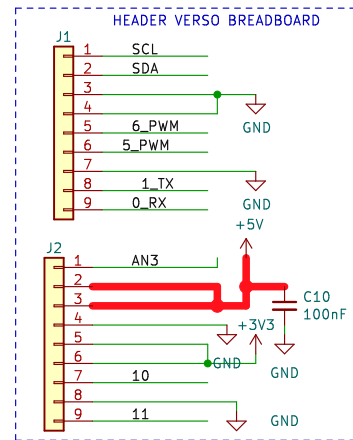 HEADER VERSO BREADBOARD
J1
1 SCL
2 SDA
3
4
GND
5 6_PWM
6 5_PWM
7
8 1_TX
GND
9 0_RX
+5V
J2
1 AN3
2
3
C10
100nF
4
+3V3
5
6
GND
GND
7 10
8
9 11
GND